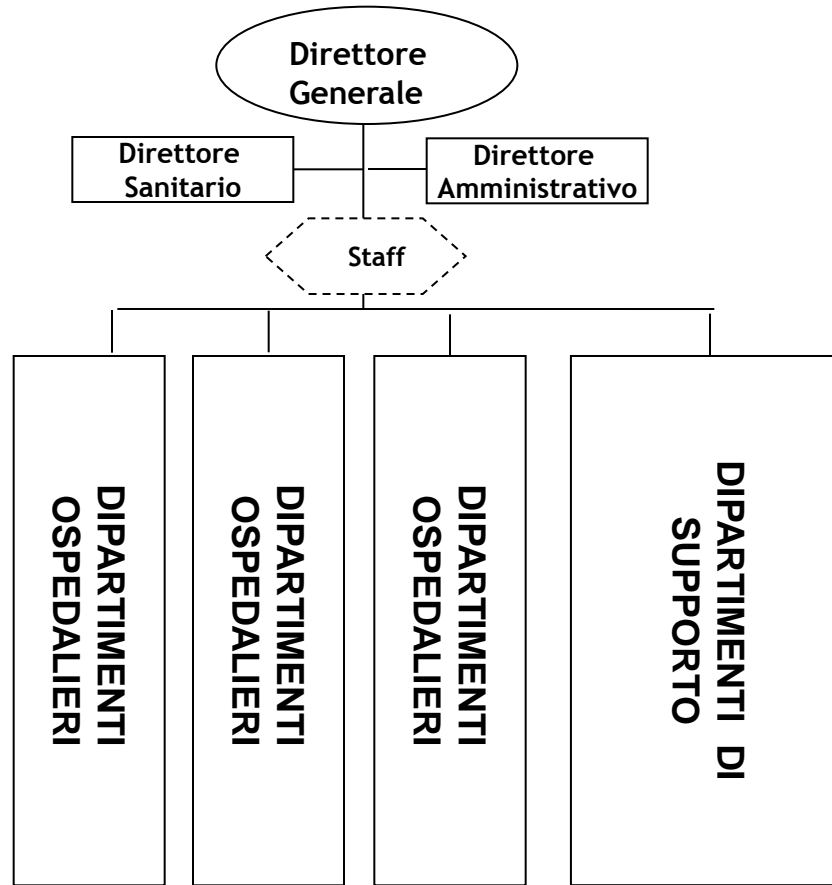 Direttore
Generale
Direttore
Sanitario
Direttore
Amministrativo
Staff
DIPARTIMENTI
OSPEDALIERI
DIPARTIMENTI
OSPEDALIERI
DIPARTIMENTI
OSPEDALIERI
DIPARTIMENTI DI
SUPPORTO